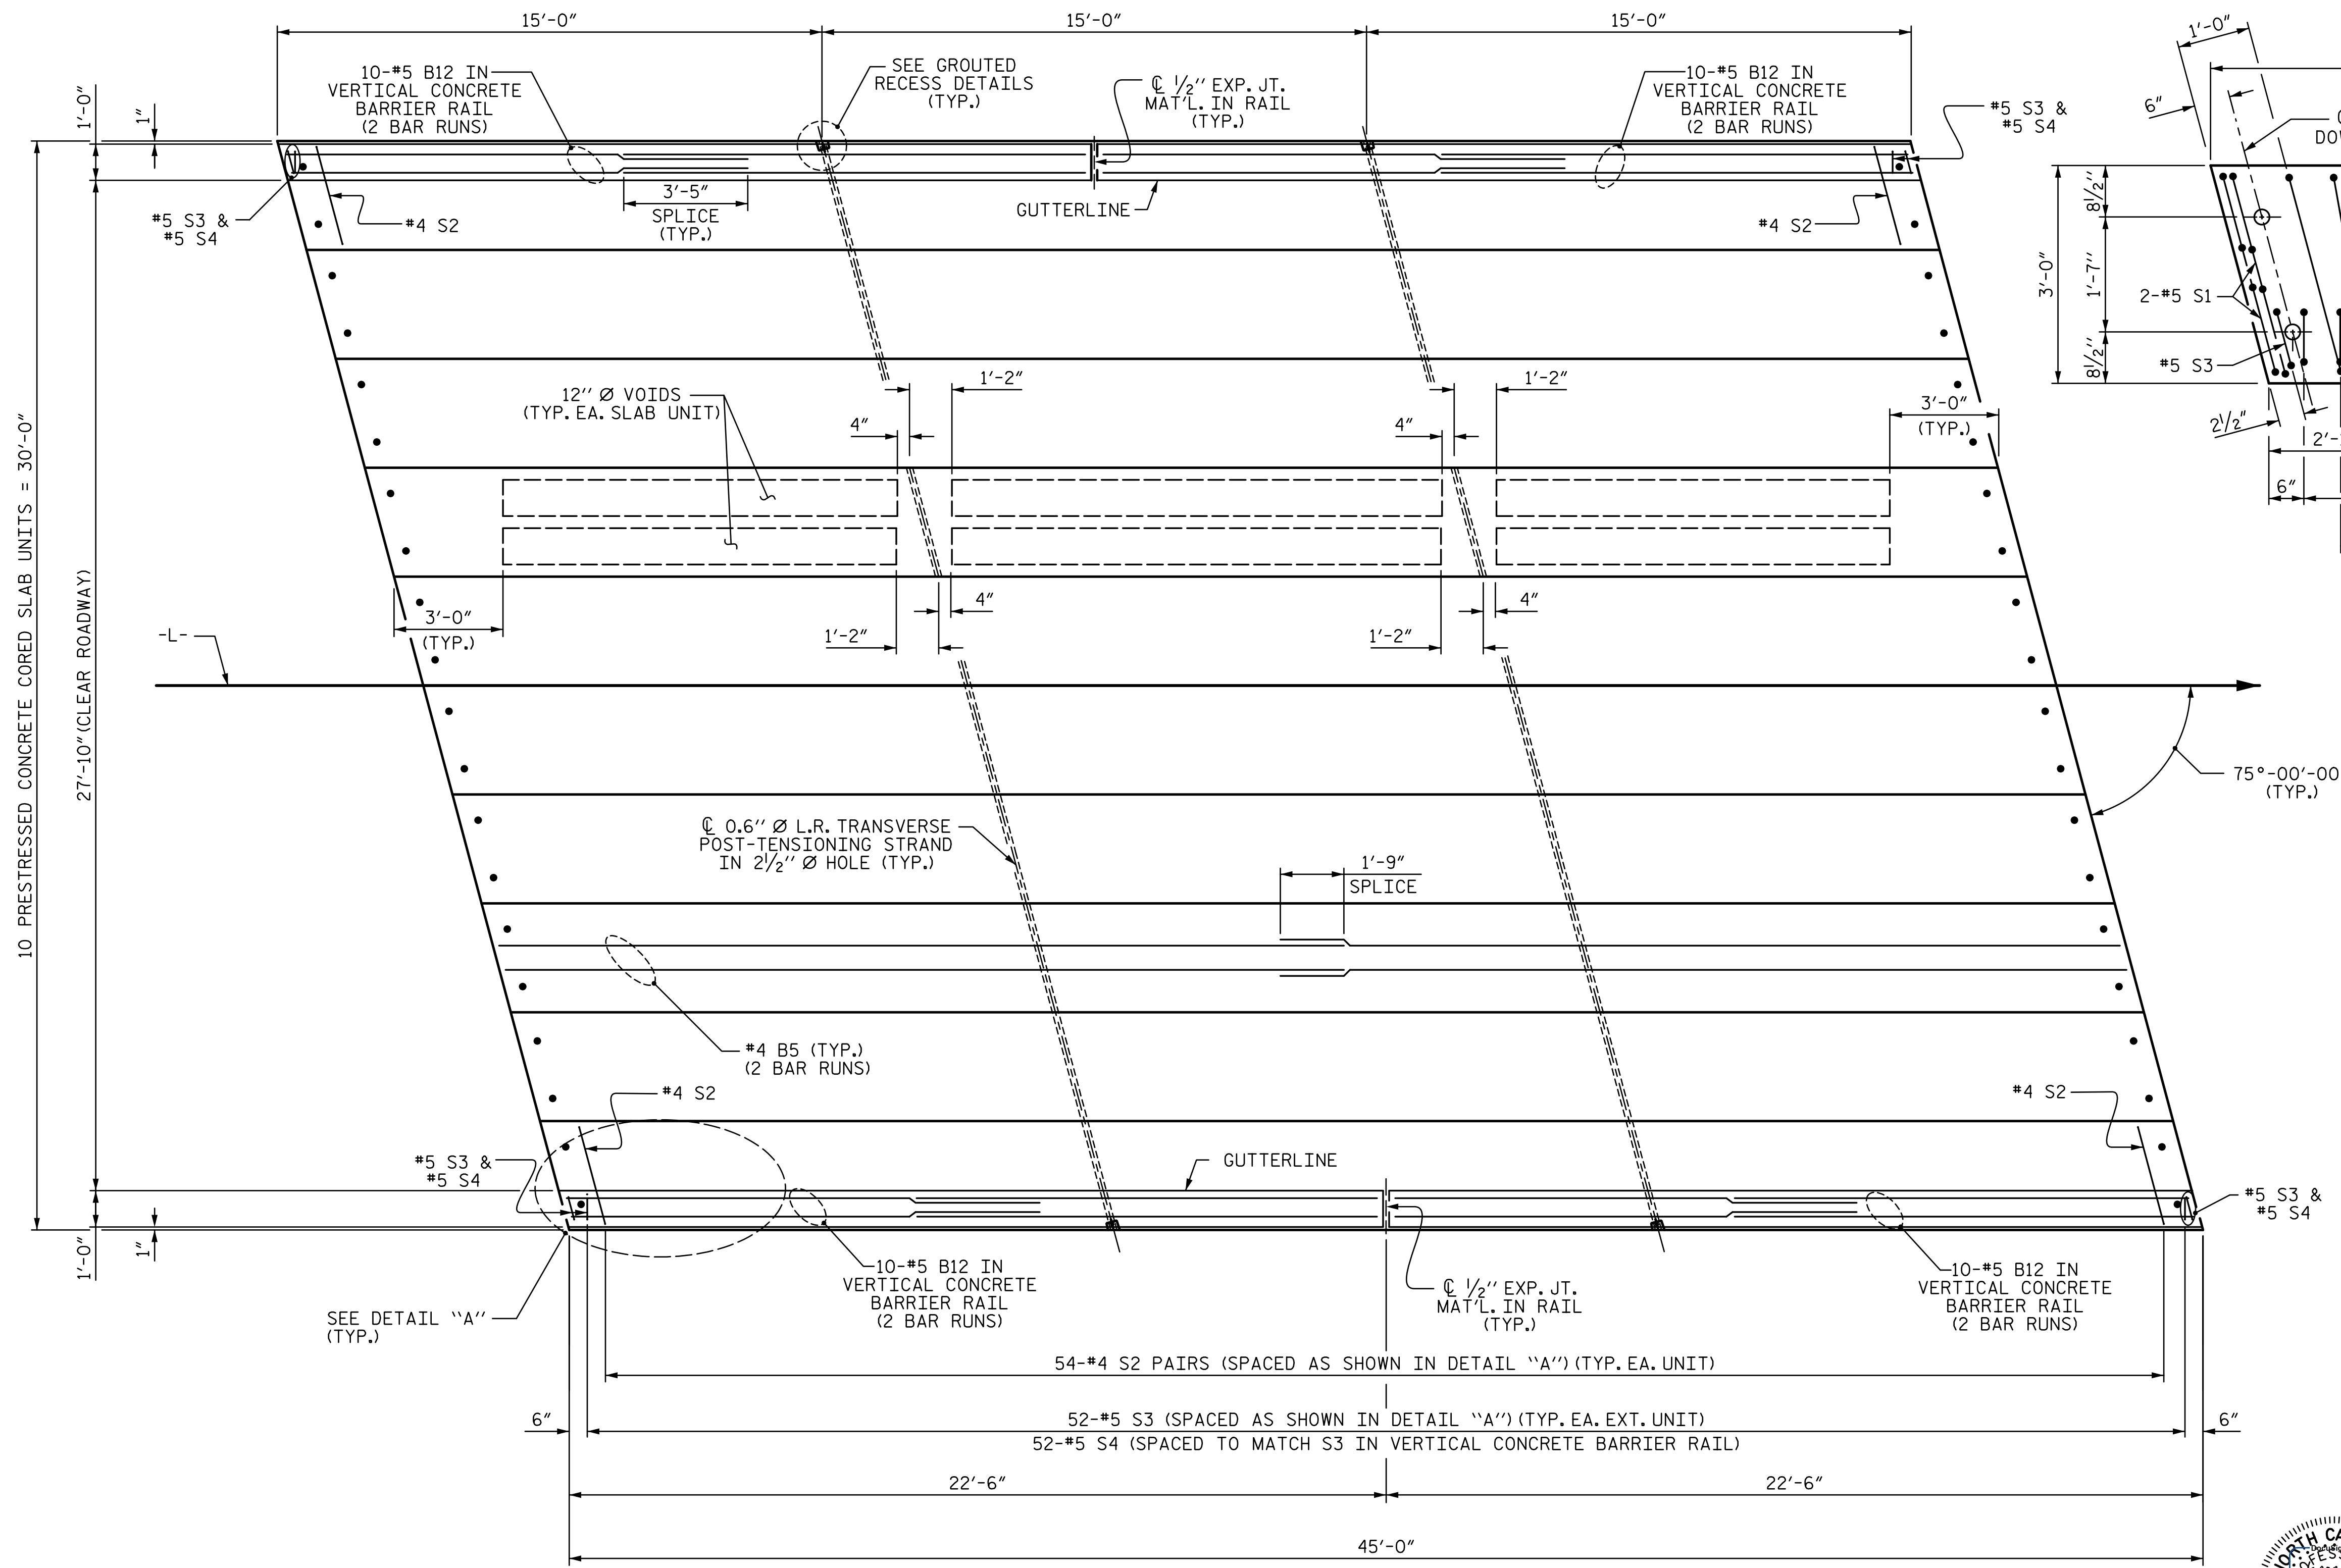 15′-0″
15′-0″
15′-0″
1′-0″
10-#5 B12 IN
VERTICAL CONCRETE
BARRIER RAIL
(2 BAR RUNS)
SEE GROUTED
RECESS DETAILS
(TYP.)
℄ 1/2″ EXP. JT.
MAT'L. IN RAIL
(TYP.)
10-#5 B12 IN
VERTICAL CONCRETE
BARRIER RAIL
(2 BAR RUNS)
#5 S3 &
#5 S4
6″
1′-0″
1″
#5 S3 &
#5 S4
#4 S2
3′-5″
SPLICE
(TYP.)
GUTTERLINE
#4 S2
3′-0″
8 1/2″
1′-7″
8 1/2″
2-#5 S1
#5 S3
2 1/2″
6″
12″ Ø VOIDS
(TYP. EA. SLAB UNIT)
1′-2″
4″
1′-2″
4″
3′-0″
(TYP.)
10 PRESTRESSED CONCRETE CORED SLAB UNITS = 30′-0″
27′-10″ (CLEAR ROADWAY)
-L-
3′-0″
(TYP.)
4″
1′-2″
4″
1′-2″
75°-00′-00
(TYP.)
℄ 0.6″ Ø L.R. TRANSVERSE
POST-TENSIONING STRAND
IN 2 1/2″ Ø HOLE (TYP.)
1′-9″
SPLICE
#4 B5 (TYP.)
(2 BAR RUNS)
#4 S2
#4 S2
#5 S3 &
#5 S4
GUTTERLINE
#5 S3 &
#5 S4
1′-0″
1″
SEE DETAIL "A"
(TYP.)
10-#5 B12 IN
VERTICAL CONCRETE
BARRIER RAIL
(2 BAR RUNS)
℄ 1/2″ EXP. JT.
MAT'L. IN RAIL
(TYP.)
10-#5 B12 IN
VERTICAL CONCRETE
BARRIER RAIL
(2 BAR RUNS)
54-#4 S2 PAIRS (SPACED AS SHOWN IN DETAIL "A") (TYP. EA. UNIT)
6″
52-#5 S3 (SPACED AS SHOWN IN DETAIL "A") (TYP. EA. EXT. UNIT)
52-#5 S4 (SPACED TO MATCH S3 IN VERTICAL CONCRETE BARRIER RAIL)
6″
22′-6″
22′-6″
45′-0″